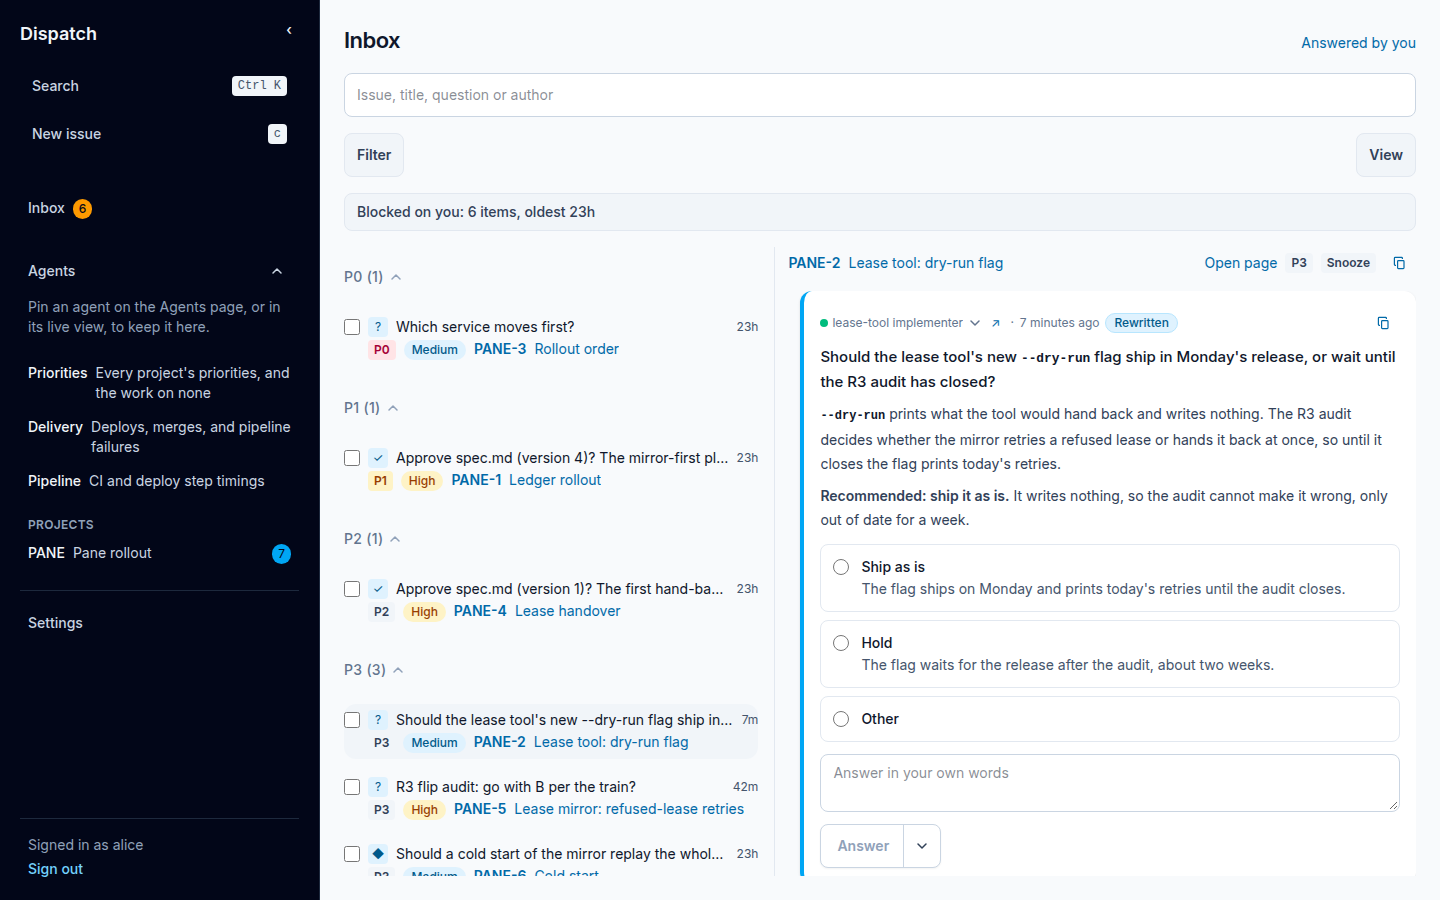 Dispatch
Search Ctrl K
New issue C
Inbox 6
Agents
Pin an agent on the Agents page, or in
its live view, to keep it here.
Priorities Every project's priorities, and
the work on none
Delivery Deploys, merges, and pipeline
failures
Pipeline CI and deploy step timings
PROJECTS
PANE Pane rollout 7
Settings
Signed in as alice
Sign out
Inbox
Answered by you
Issue, title, question or author
Filter
View
Blocked on you: 6 items, oldest 23h
P0 (1)
? Which service moves first? 23h
P0 Medium PANE-3 Rollout order
P1 (1)
Approve spec.md (version 4)? The mirror-first pl... 23h
P1 High PANE-1 Ledger rollout
P2 (1)
Approve spec.md (version 1)? The first hand-ba... 23h
P2 High PANE-4 Lease handover
P3 (3)
? Should the lease tool's new --dry-run flag ship in... 7m
P3 Medium PANE-2 Lease tool: dry-run flag
? R3 flip audit: go with B per the train? 42m
P3 High PANE-5 Lease mirror: refused-lease retries
Should a cold start of the mirror replay the whol... 23h
P3 Medium PANE-6 Cold start
PANE-2 Lease tool: dry-run flag
Open page P3 Snooze
lease-tool implementer · 7 minutes ago Rewritten
Should the lease tool's new --dry-run flag ship in Monday's release, or wait until
the R3 audit has closed?
--dry-run prints what the tool would hand back and writes nothing. The R3 audit
decides whether the mirror retries a refused lease or hands it back at once, so until it
closes the flag prints today's retries.
Recommended: ship it as is. It writes nothing, so the audit cannot make it wrong, only
out of date for a week.
Ship as is
The flag ships on Monday and prints today's retries until the audit closes.
Hold
The flag waits for the release after the audit, about two weeks.
Other
Answer in your own words
Answer